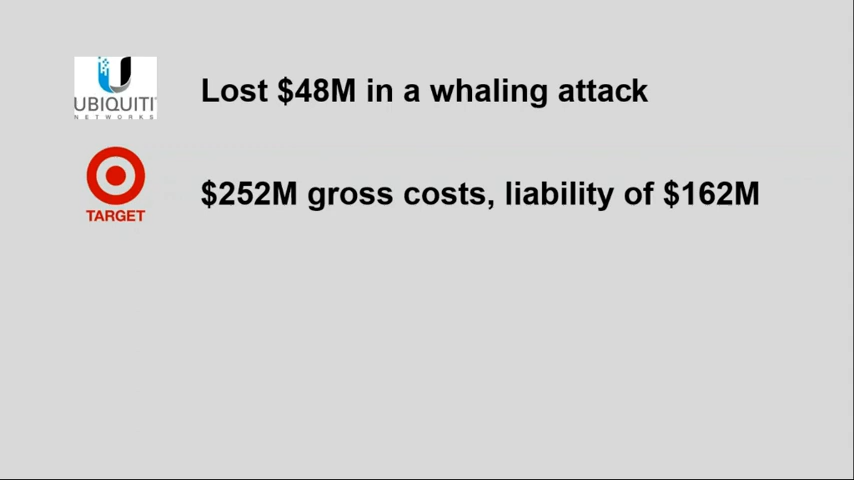 UBIQUITI
NETWORKS
Lost $48M in a whaling attack
TARGET
$252M gross costs, liability of $162M